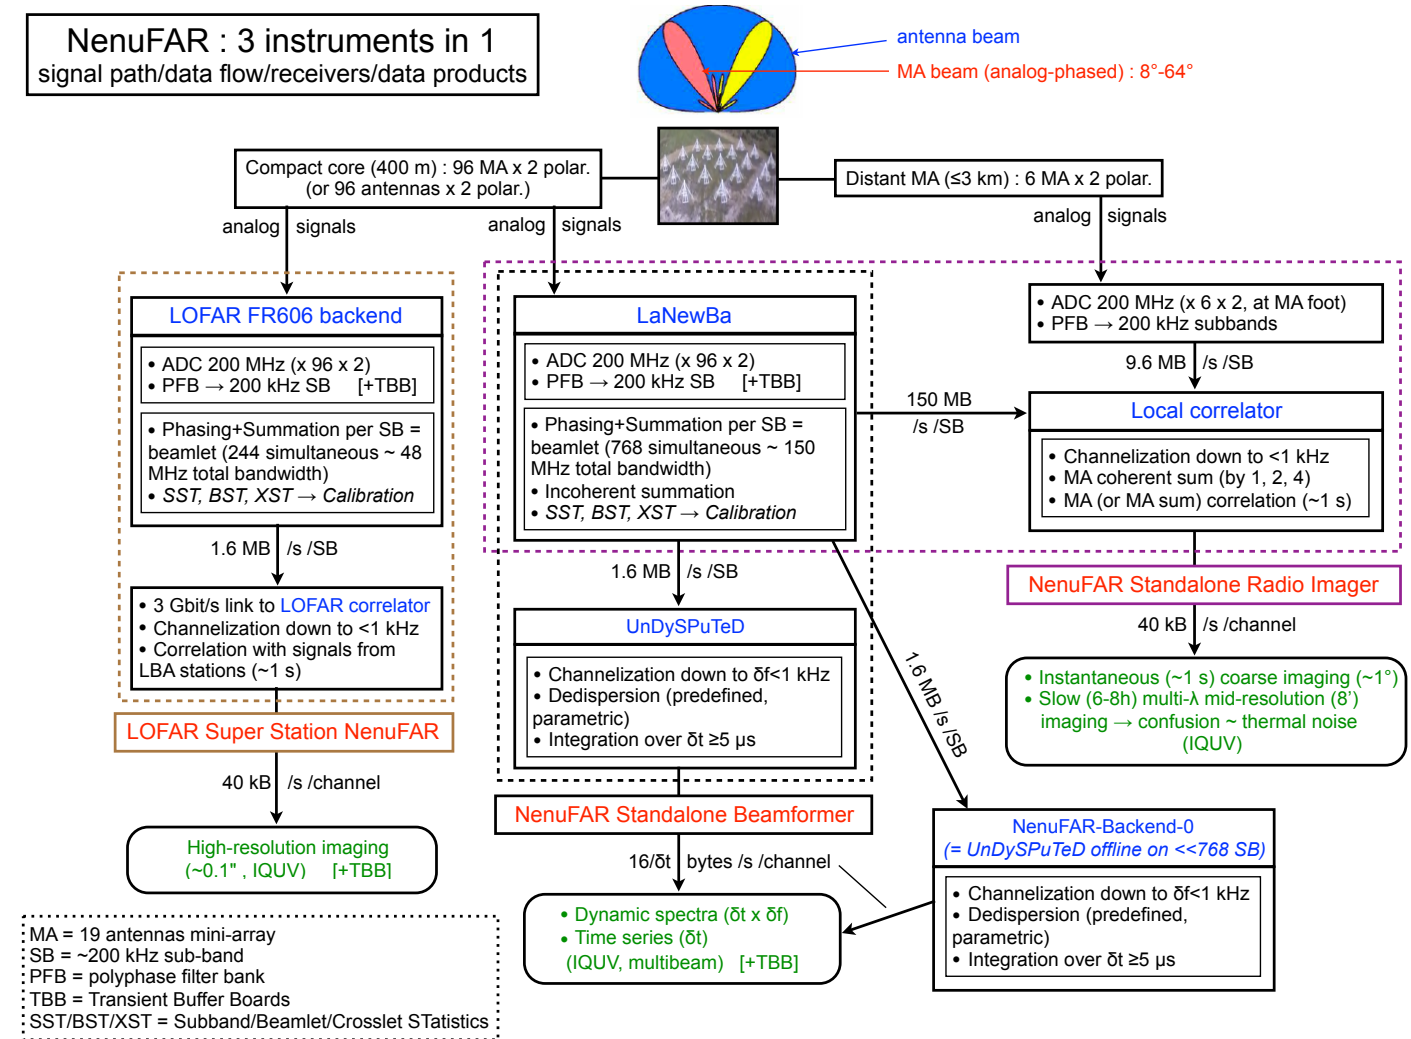 NenuFAR : 3 instruments in 1
signal path/data flow/receivers/data products
antenna beam
MA beam (analog-phased) : 8°-64°
Compact core (400 m) : 96 MA x 2 polar.
(or 96 antennas x 2 polar.)
Distant MA (≤3 km) : 6 MA x 2 polar.
analog signals
analog signals
analog signals
LOFAR FR606 backend
• ADC 200 MHz (x 96 x 2)
• PFB → 200 kHz SB [+TBB]
• Phasing+Summation per SB =
beamlet (244 simultaneous ~ 48
MHz total bandwidth)
• SST, BST, XST → Calibration
1.6 MB /s /SB
• 3 Gbit/s link to LOFAR correlator
• Channelization down to <1 kHz
• Correlation with signals from
LBA stations (~1 s)
LOFAR Super Station NenuFAR
40 kB /s /channel
High-resolution imaging
(~0.1" , IQUV) [+TBB]
LaNewBa
• ADC 200 MHz (x 96 x 2)
• PFB → 200 kHz SB [+TBB]
• Phasing+Summation per SB =
beamlet (768 simultaneous ~ 150
MHz total bandwidth)
• Incoherent summation
• SST, BST, XST → Calibration
1.6 MB /s /SB
UnDySPuTeD
• Channelization down to δf<1 kHz
• Dedispersion (predefined,
parametric)
• Integration over δt ≥5 µs
NenuFAR Standalone Beamformer
16/δt bytes /s /channel
• Dynamic spectra (δt x δf)
• Time series (δt)
(IQUV, multibeam) [+TBB]
150 MB
/s /SB
1.6 MB /s /SB
• ADC 200 MHz (x 6 x 2, at MA foot)
• PFB → 200 kHz subbands
9.6 MB /s /SB
Local correlator
• Channelization down to <1 kHz
• MA coherent sum (by 1, 2, 4)
• MA (or MA sum) correlation (~1 s)
NenuFAR Standalone Radio Imager
40 kB /s /channel
• Instantaneous (~1 s) coarse imaging (~1°)
• Slow (6-8h) multi-λ mid-resolution (8')
imaging → confusion ~ thermal noise
(IQUV)
NenuFAR-Backend-0
(= UnDySPuTeD offline on <<768 SB)
• Channelization down to δf<1 kHz
• Dedispersion (predefined,
parametric)
• Integration over δt ≥5 µs
MA = 19 antennas mini-array
SB = ~200 kHz sub-band
PFB = polyphase filter bank
TBB = Transient Buffer Boards
SST/BST/XST = Subband/Beamlet/Crosslet STatistics